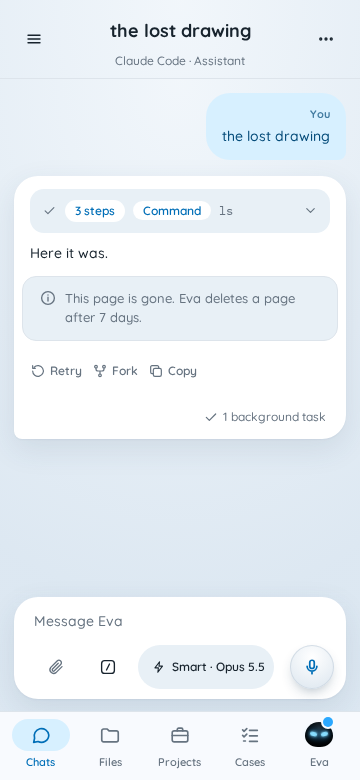 the lost drawing
Claude Code · Assistant
You
the lost drawing
3 steps Command ls
Here it was.
This page is gone. Eva deletes a page
after 7 days.
Retry Fork Copy
1 background task
Message Eva
Smart · Opus 5.5
Chats Files Projects Cases Eva